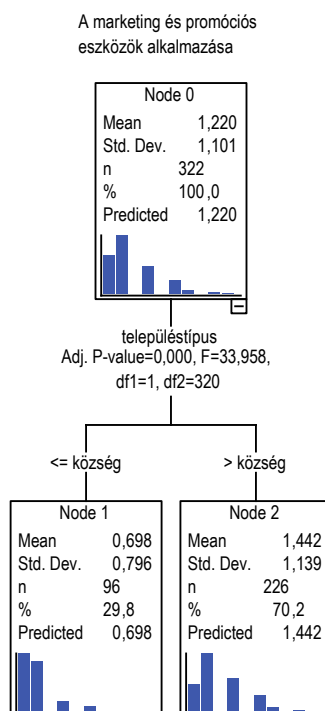 A marketing és promóciós
eszközök alkalmazása
Node 0
Mean 1,220
Std. Dev. 1,101
n 322
% 100,0
Predicted 1,220
településtípus
Adj. P-value=0,000, F=33,958,
df1=1, df2=320
<= község
> község
Node 1
Mean 0,698
Std. Dev. 0,796
n 96
% 29,8
Predicted 0,698
Node 2
Mean 1,442
Std. Dev. 1,139
n 226
% 70,2
Predicted 1,442